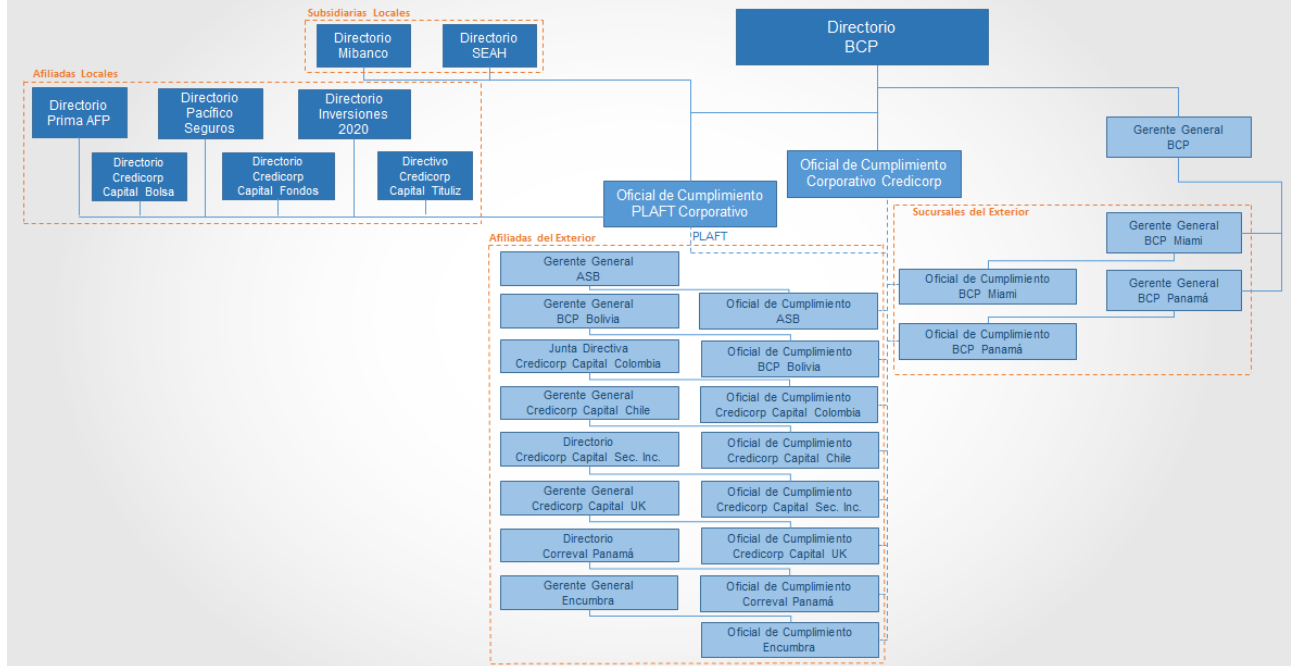 Subsidiarias Locales
Directorio
Mibanco
Directorio
SEAH
Directorio
BCP
Afiliadas Locales
Directorio
Prima AFP
Directorio
Pacífico
Seguros
Directorio
Inversiones
2020
Directorio
Credicorp
Capital Bolsa
Directorio
Credicorp
Capital Fondos
Directivo
Credicorp
Capital Tituliz
Gerente General
BCP
Oficial de Cumplimiento
Corporativo Credicorp
Oficial de Cumplimiento
PLAFT Corporativo
PLAFT
Sucursales del Exterior
Gerente General
BCP Miami
Oficial de Cumplimiento
BCP Miami
Gerente General
BCP Panamá
Oficial de Cumplimiento
BCP Panamá
Afiliadas del Exterior
Gerente General
ASB
Oficial de Cumplimiento
ASB
Gerente General
BCP Bolivia
Oficial de Cumplimiento
BCP Bolivia
Junta Directiva
Credicorp Capital Colombia
Oficial de Cumplimiento
Credicorp Capital Colombia
Gerente General
Credicorp Capital Chile
Oficial de Cumplimiento
Credicorp Capital Chile
Directorio
Credicorp Capital Sec. Inc.
Oficial de Cumplimiento
Credicorp Capital Sec. Inc.
Gerente General
Credicorp Capital UK
Oficial de Cumplimiento
Credicorp Capital UK
Directorio
Correval Panamá
Oficial de Cumplimiento
Correval Panamá
Gerente General
Encumbra
Oficial de Cumplimiento
Encumbra